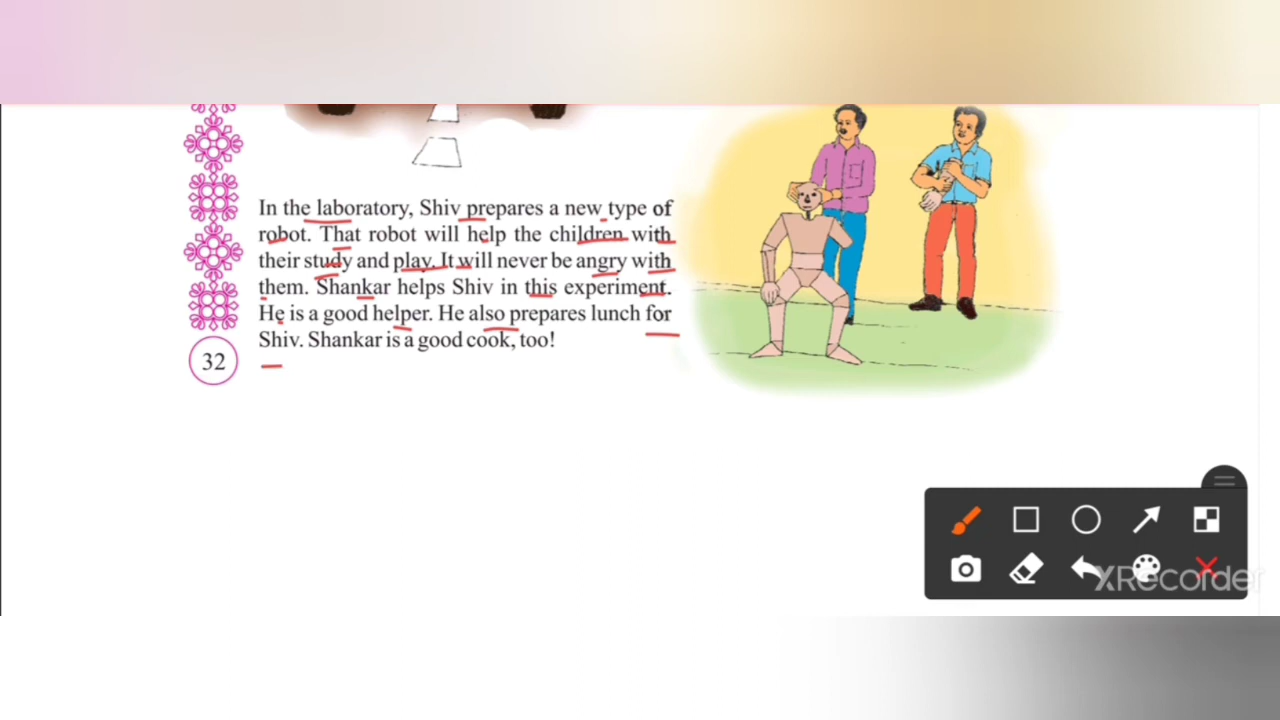 In the laboratory, Shiv prepares a new type of
robot. That robot will help the children with
their study and play. It will never be angry with
them. Shankar helps Shiv in this experiment.
He is a good helper. He also prepares lunch for
Shiv. Shankar is a good cook, too!
32
XRecorder